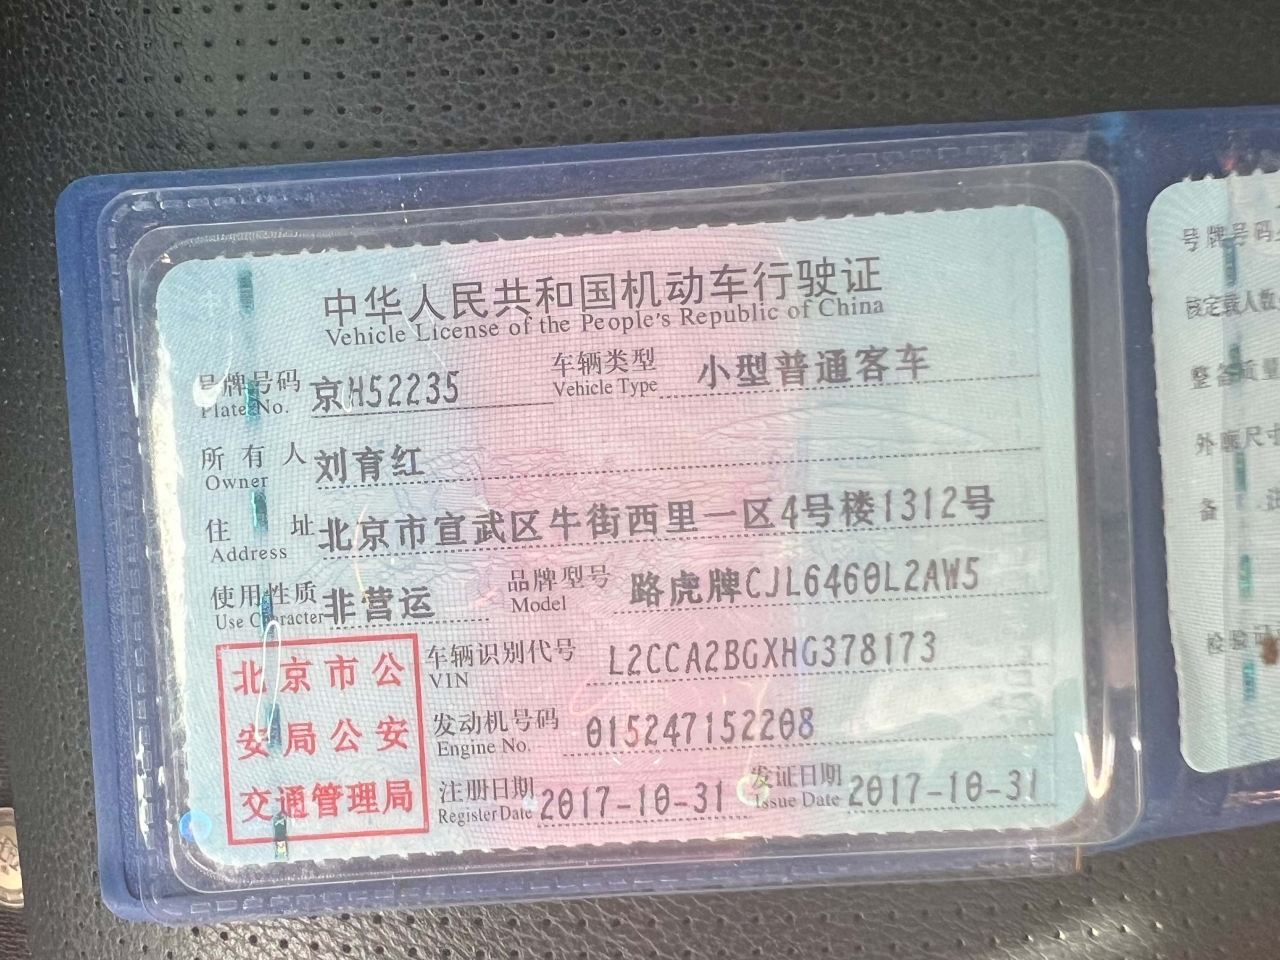 中华人民共和国机动车行驶证
Vehicle License of the People's Republic of China
号牌号码 京H52235 车辆类型 小型普通客车
Plate No. Vehicle Type
所有人 刘育红
Owner
住址 北京市宣武区牛街西里一区4号楼1312号
Address
使用性质 非营运 品牌型号 路虎牌CJL6460L2AW5
Use Character Model
车辆识别代号 L2CCA2BGXHG378173
VIN
发动机号码 015247152208
Engine No.
注册日期 2017-10-31 发证日期 2017-10-31
Register Date Issue Date
北京市公
安局公安
交通管理局
号牌号码
核定载人数
整备质量
外廓尺寸
备
检验记